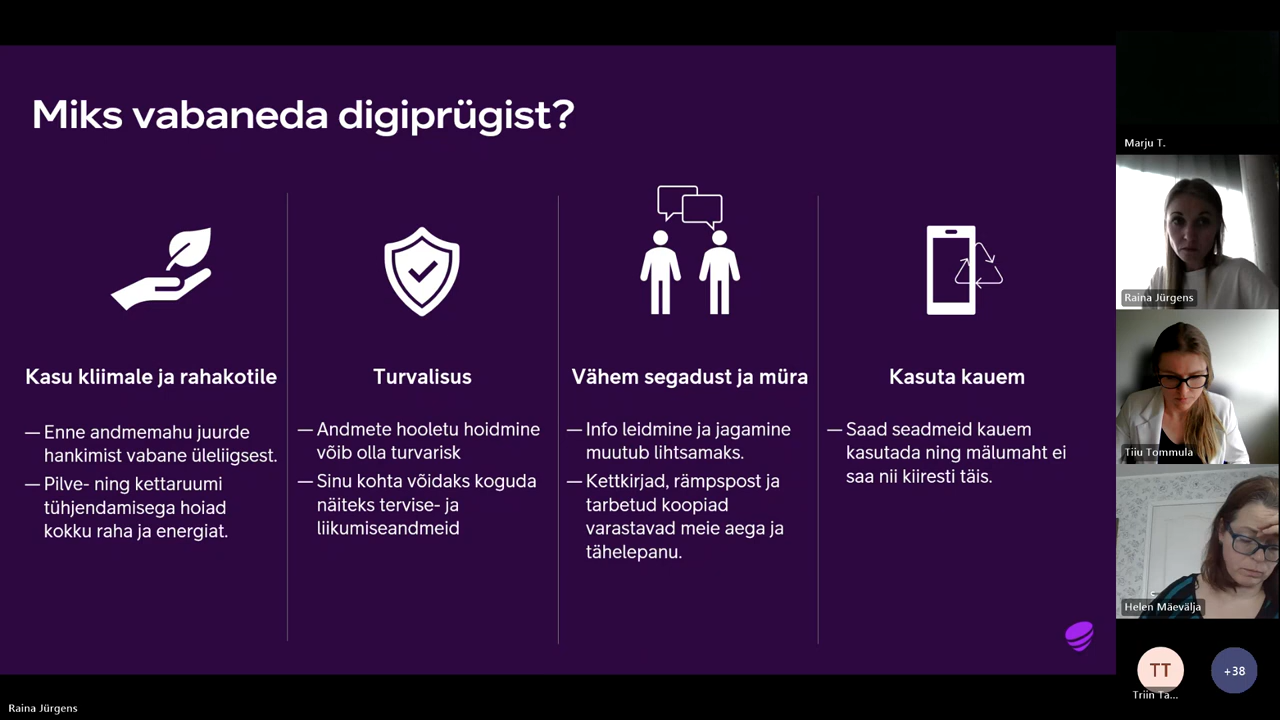 Miks vabaneda digiprügist?
Kasu kliimale ja rahakotile
— Enne andmemahu juurde
hankimist vabane üleliigsest.
— Pilve- ning kettaruumi
tühjendamisega hoiad
kokku raha ja energiat.
Turvalisus
— Andmete hooletu hoidmine
võib olla turvarisk
— Sinu kohta võidaks koguda
näiteks tervise- ja
liikumiseandmeid
Vähem segadust ja müra
— Info leidmine ja jagamine
muutub lihtsamaks.
— Kettkirjad, rämpspost ja
tarbetud koopiad
varastavad meie aega ja
tähelepanu.
Kasuta kauem
— Saad seadmeid kauem
kasutada ning mälumaht ei
saa nii kiiresti täis.
Marju T.
Raina Jürgens
Tiiu Tommula
Helen Mäevälja
TT
Triin Ta...
+38
Raina Jürgens